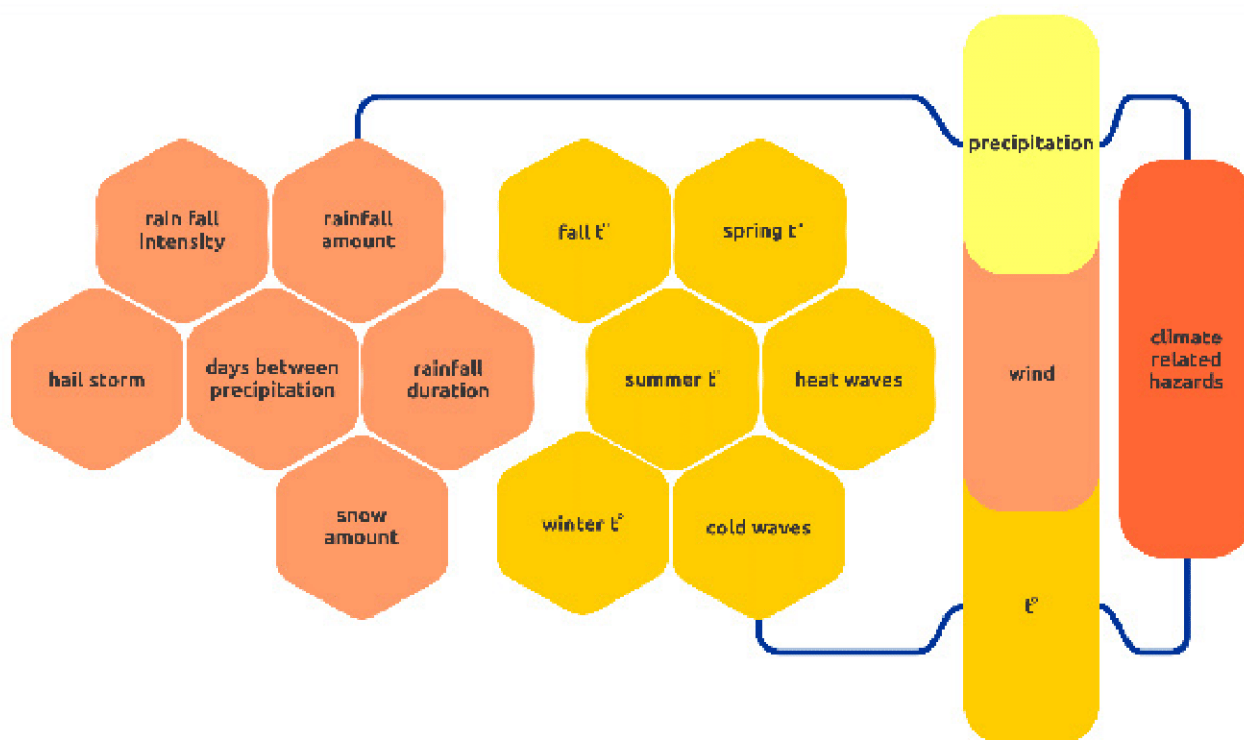 precipitation
rain fall
intensity
rainfall
amount
fall t°
spring t°
hail storm
days between
precipitation
rainfall
duration
summer t°
heat waves
wind
climate
related
hazards
snow
amount
winter t°
cold waves
t°